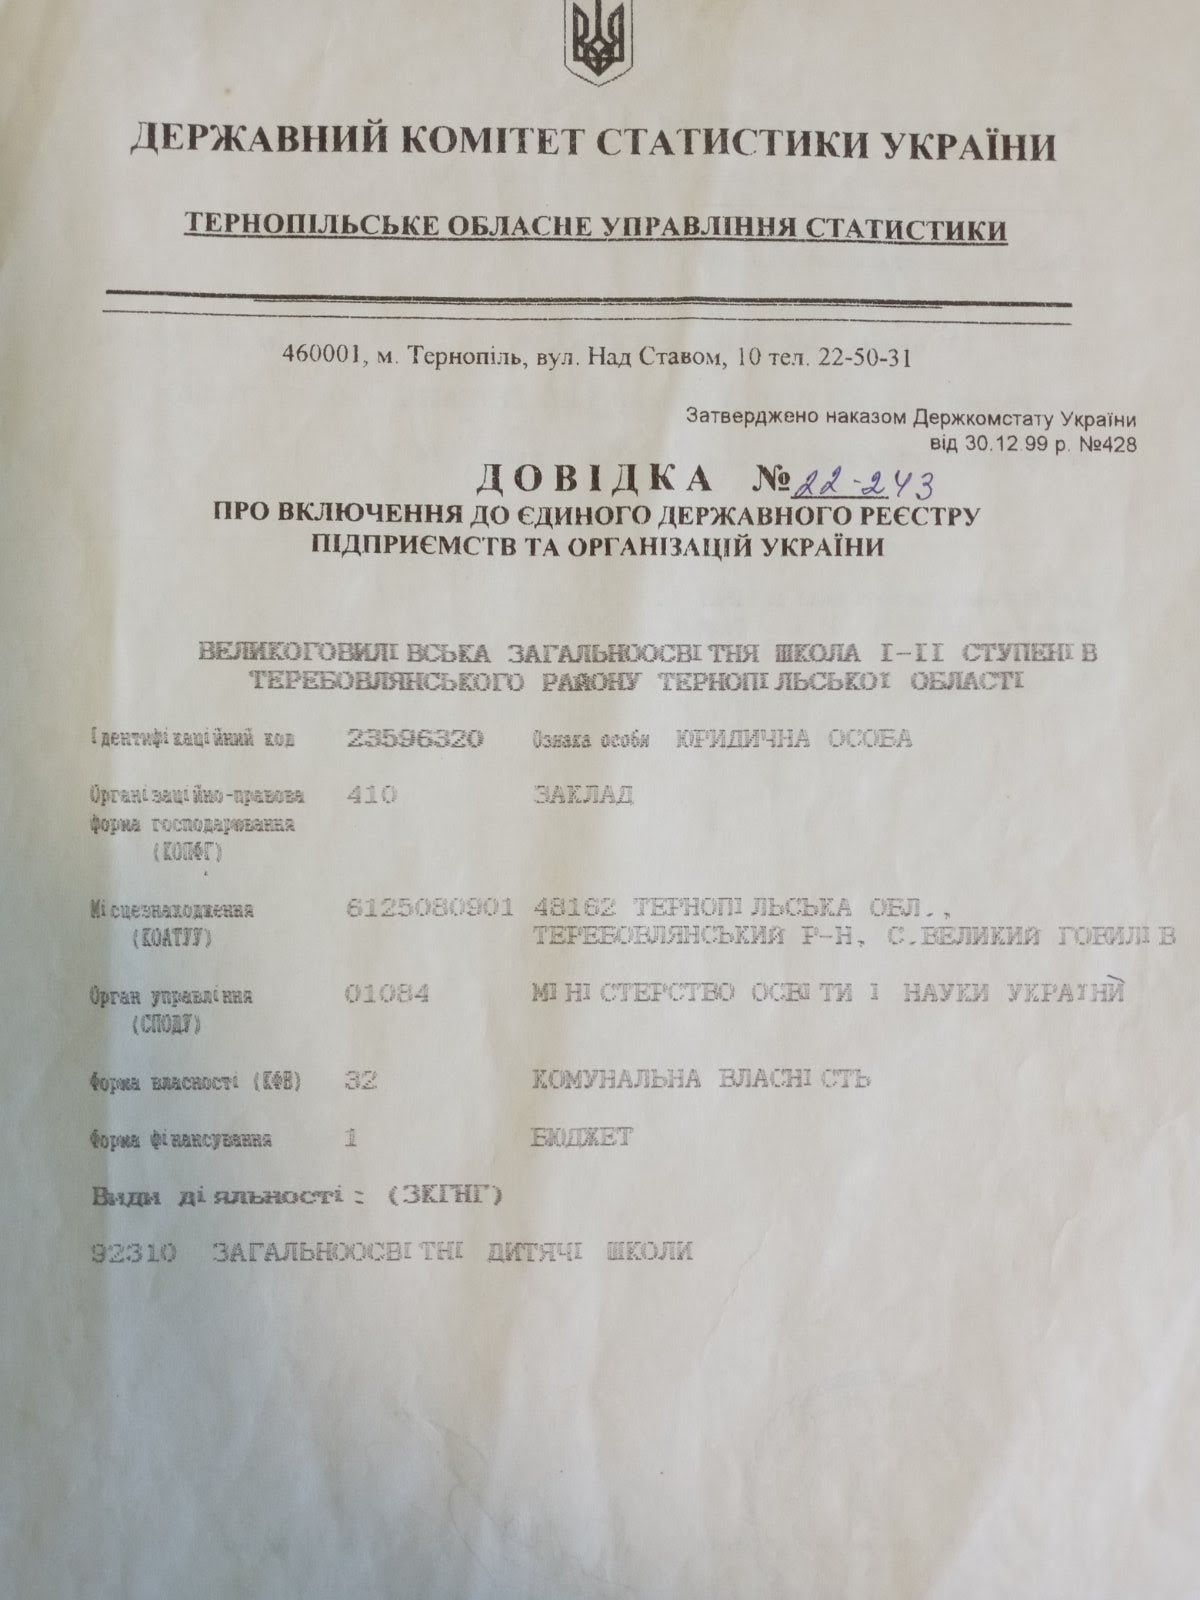 ДЕРЖАВНИЙ КОМІТЕТ СТАТИСТИКИ УКРАЇНИ
ТЕРНОПІЛЬСЬКЕ ОБЛАСНЕ УПРАВЛІННЯ СТАТИСТИКИ
460001, м. Тернопіль, вул. Над Ставом, 10 тел. 22-50-31
Затверджено наказом Держкомстату України
від 30.12.99 р. №428
ДОВІДКА № 22-243
ПРО ВКЛЮЧЕННЯ ДО ЄДИНОГО ДЕРЖАВНОГО РЕЄСТРУ
ПІДПРИЄМСТВ ТА ОРГАНІЗАЦІЙ УКРАЇНИ
ВЕЛИКОГОВИЛІВСЬКА ЗАГАЛЬНООСВІТНЯ ШКОЛА І-ІІ СТУПЕНІВ
ТЕРЕБОВЛЯНСЬКОГО РАЙОНУ ТЕРНОПІЛЬСЬКОЇ ОБЛАСТІ
Ідентифікаційний код 23596320 Ознака особи ЮРИДИЧНА ОСОБА
Організаційно-правова 410 ЗАКЛАД
форма господарювання
(КОПФГ)
Місцезнаходження 6125080901 48162 ТЕРНОПІЛЬСЬКА ОБЛ.,
(КОАТУУ) ТЕРЕБОВЛЯНСЬКИЙ Р-Н, С.ВЕЛИКИЙ ГОВИЛІВ
Орган управління 01084 МІНІСТЕРСТВО ОСВІТИ І НАУКИ УКРАЇНИ
(СПОДУ)
Форма власності (КФВ) 32 КОМУНАЛЬНА ВЛАСНІСТЬ
Форма фінансування 1 БЮДЖЕТ
Види діяльності: (ЗКГНГ)
92310 ЗАГАЛЬНООСВІТНІ ДИТЯЧІ ШКОЛИ